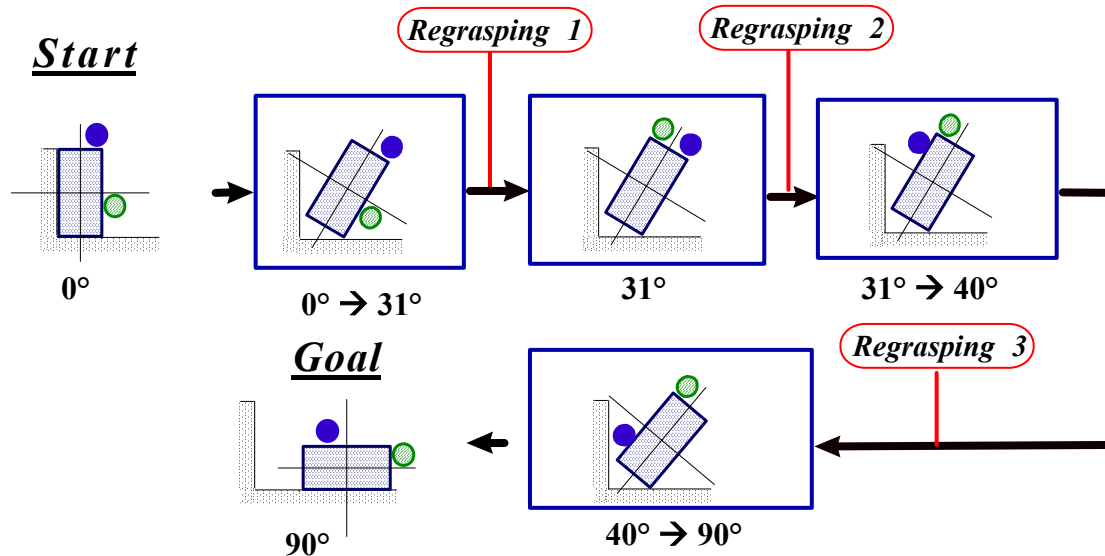 Regrasping 1
Regrasping 2
Start
0°
0° → 31°
31°
31° → 40°
Regrasping 3
Goal
90°
40° → 90°